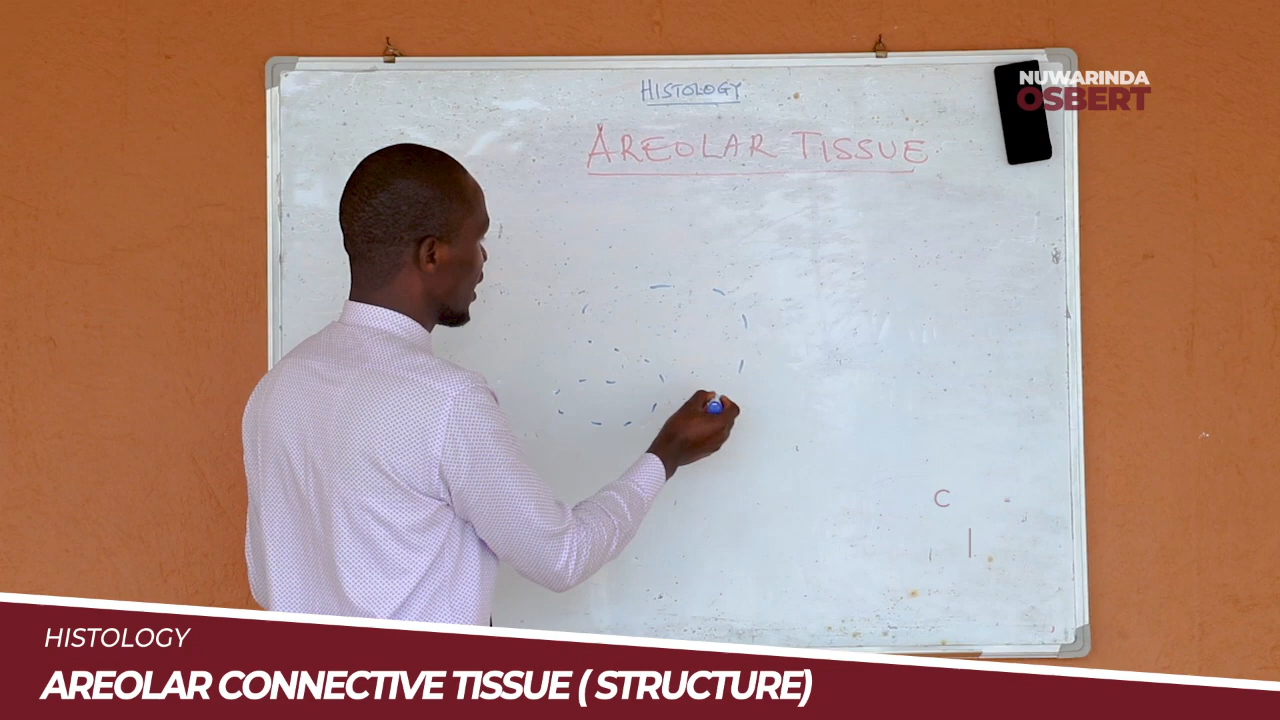 HISTOLOGY
AREOLAR TISSUE
NUWARINDA
OSBERT
C
HISTOLOGY
AREOLAR CONNECTIVE TISSUE ( STRUCTURE)